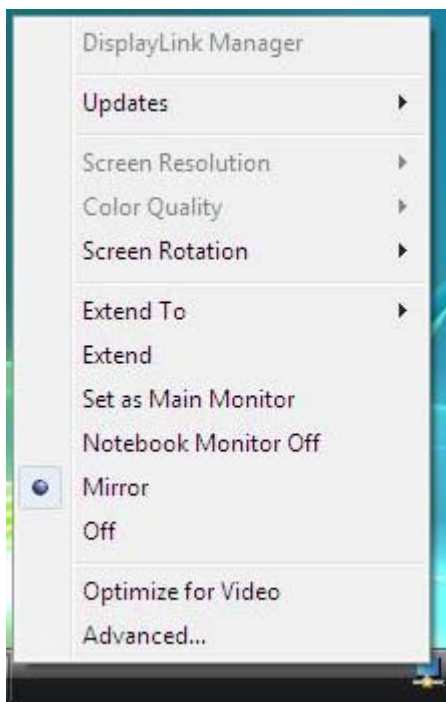 DisplayLink Manager
Updates
Screen Resolution
Color Quality
Screen Rotation
Extend To
Extend
Set as Main Monitor
Notebook Monitor Off
Mirror
Off
Optimize for Video
Advanced...